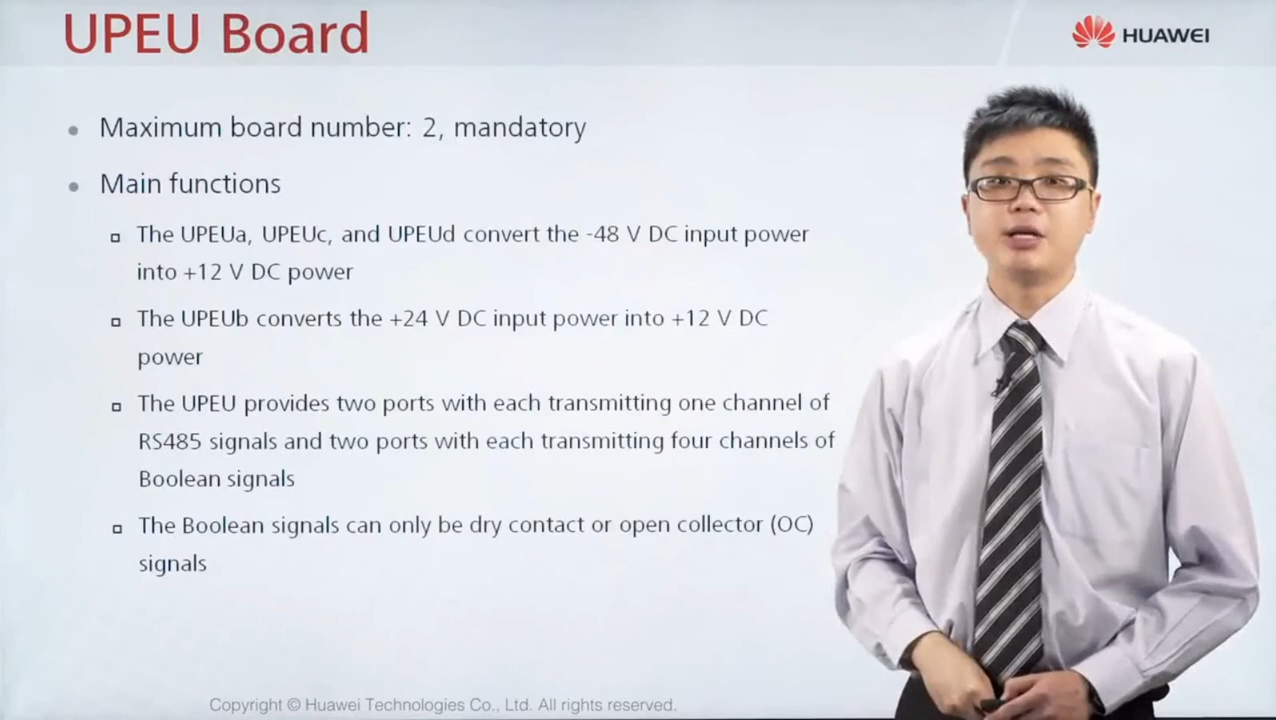 UPEU Board
HUAWEI
Maximum board number: 2, mandatory
Main functions
The UPEUa, UPEUc, and UPEUd convert the -48 V DC input power
into +12 V DC power
The UPEUb converts the +24 V DC input power into +12 V DC
power
The UPEU provides two ports with each transmitting one channel of
RS485 signals and two ports with each transmitting four channels of
Boolean signals
The Boolean signals can only be dry contact or open collector (OC)
signals
Copyright © Huawei Technologies Co., Ltd. All rights reserved.